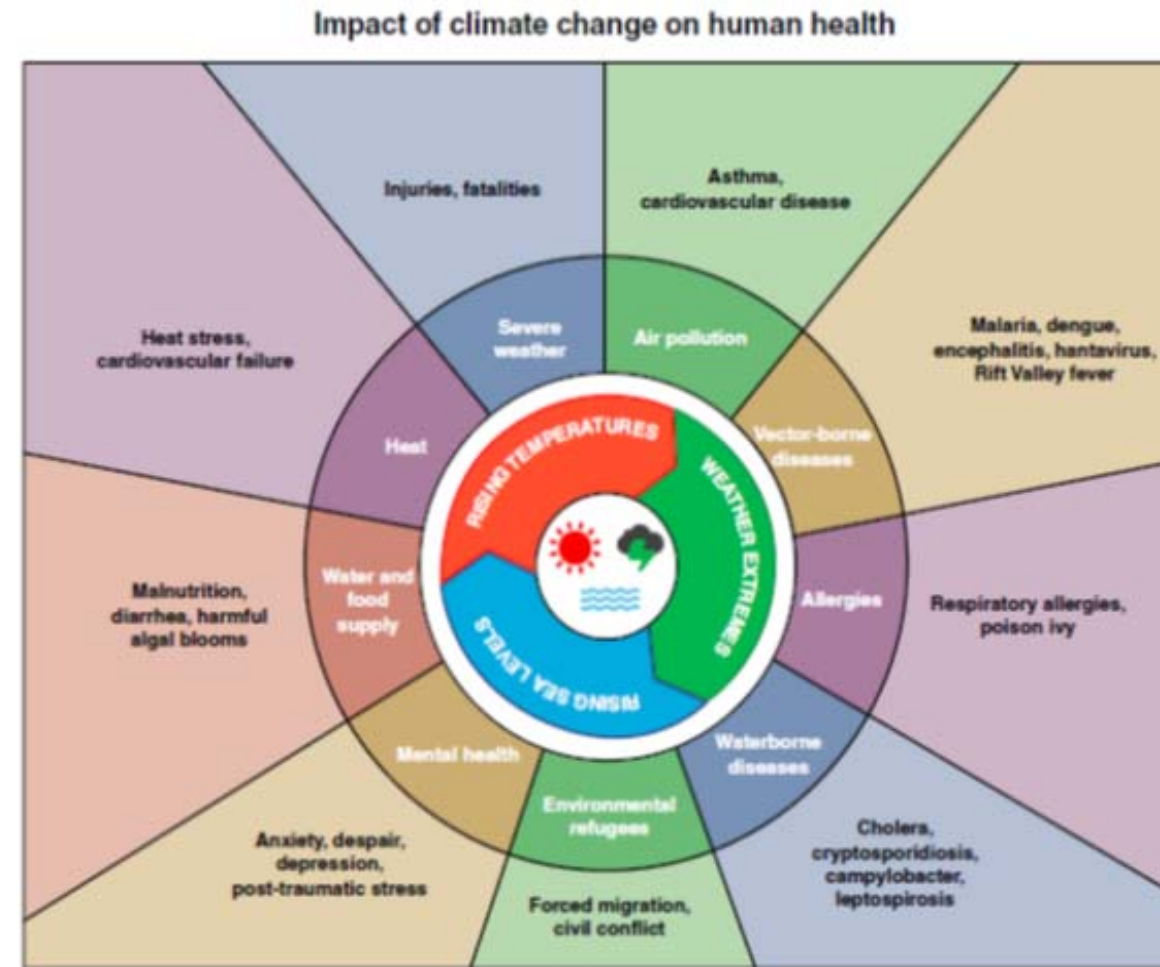 Impact of climate change on human health
Injuries, fatalities
Asthma,
cardiovascular disease
Heat stress,
cardiovascular failure
Malaria, dengue,
encephalitis, hantavirus,
Rift Valley fever
Severe
weather
Air pollution
Heat
Vector-borne
diseases
RISING TEMPERATURES
WEATHER EXTREMES
RISING SEA LEVELS
Water and
food
supply
Allergies
Malnutrition,
diarrhea, harmful
algal blooms
Respiratory allergies,
poison ivy
Mental health
Environmental
refugees
Waterborne
diseases
Anxiety, despair,
depression,
post-traumatic stress
Forced migration,
civil conflict
Cholera,
cryptosporidiosis,
campylobacter,
leptospirosis